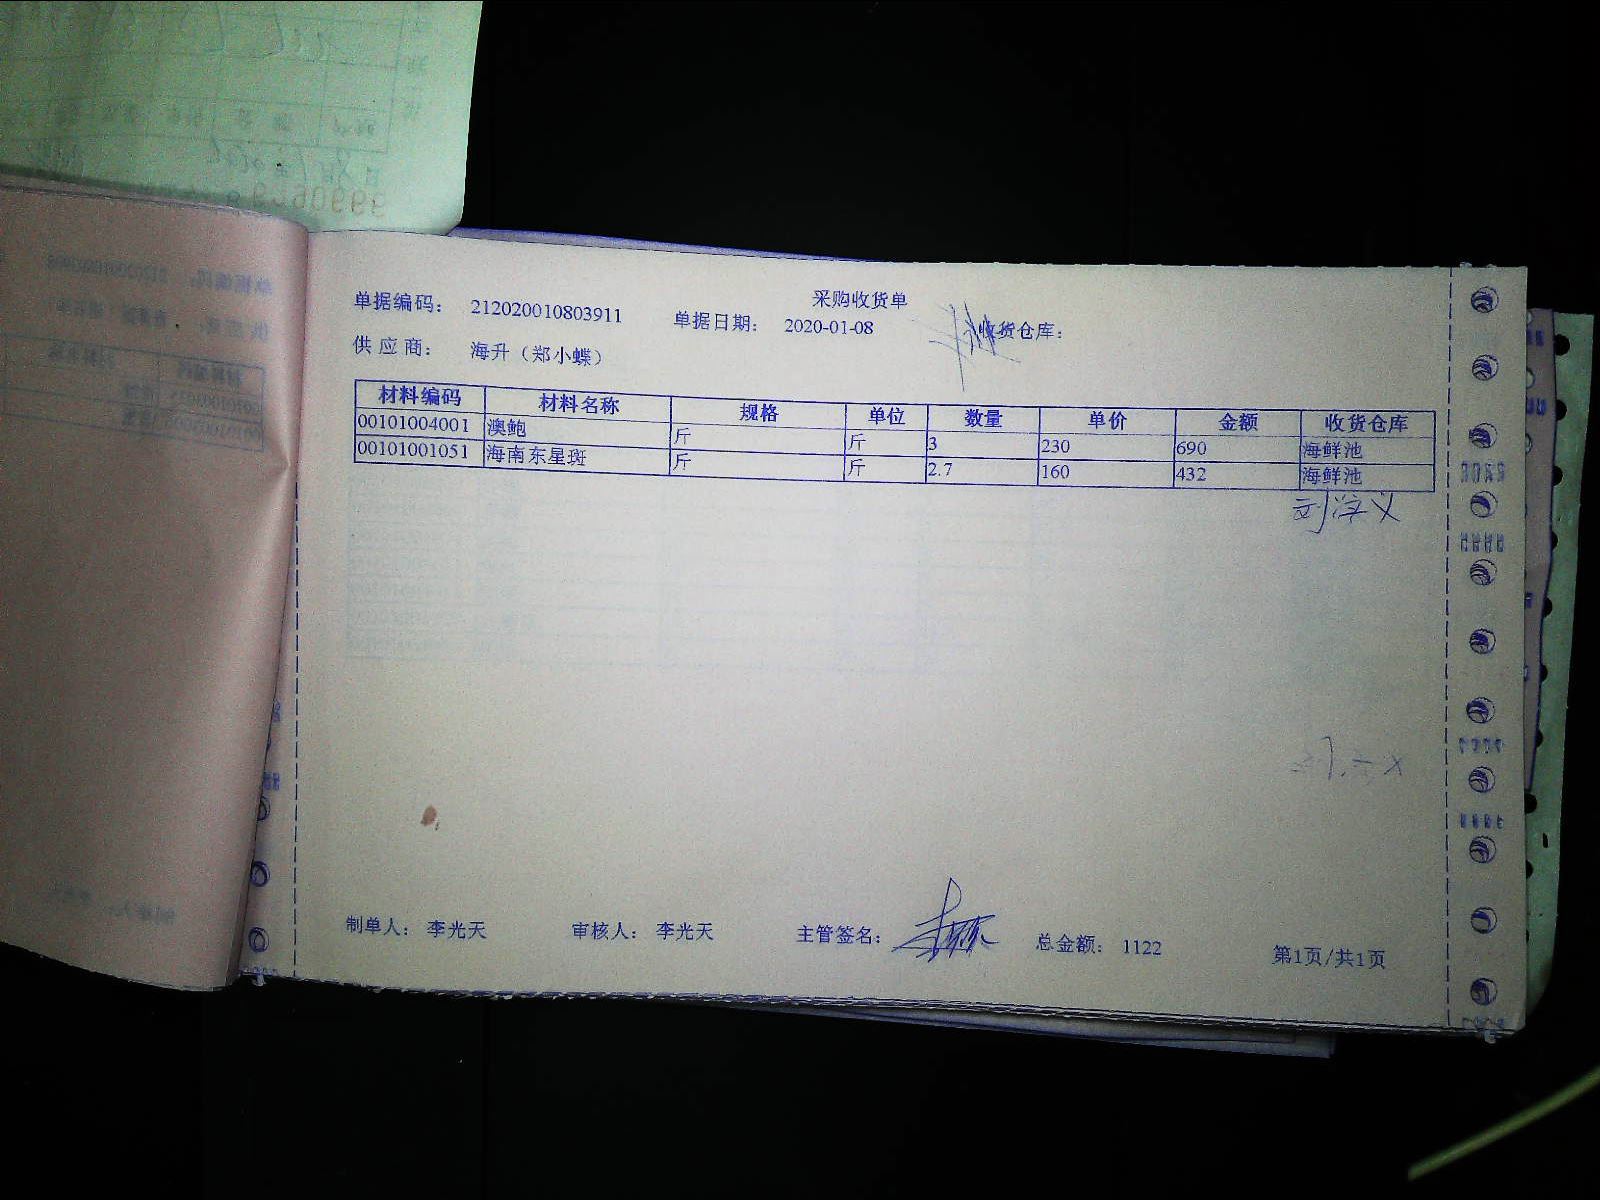 采购收货单
单据编码： 212020010803911 单据日期： 2020-01-08 收货仓库：
供 应 商： 海升（郑小蝶）
材料编码 材料名称 规格 单位 数量 单价 金额 收货仓库
00101004001 澳鲍 斤 斤 3 230 690 海鲜池
00101001051 海南东星斑 斤 斤 2.7 160 432 海鲜池
刘学义
制单人： 李光天 审核人： 李光天 主管签名： 总金额： 1122 第1页/共1页